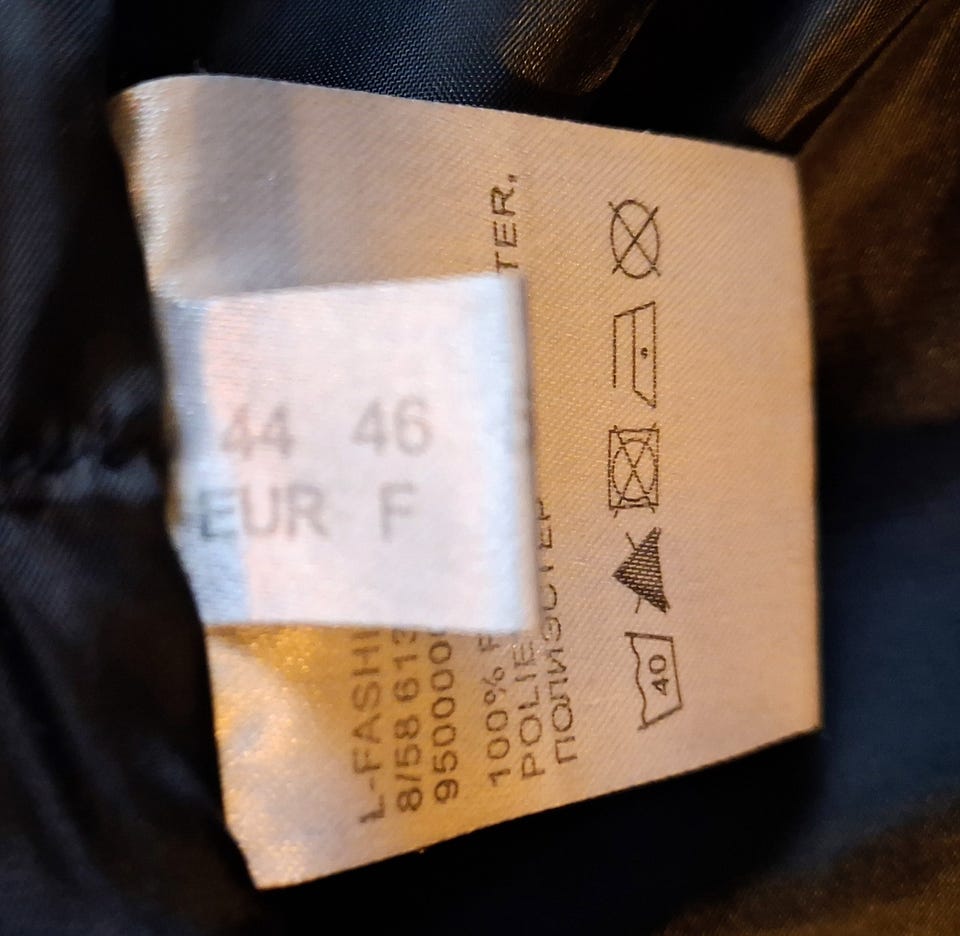 44 46
EUR F
L-FASHI
8/58 613
950000
100% P
POLIE TER,
ПОЛИЭСТЕР
40